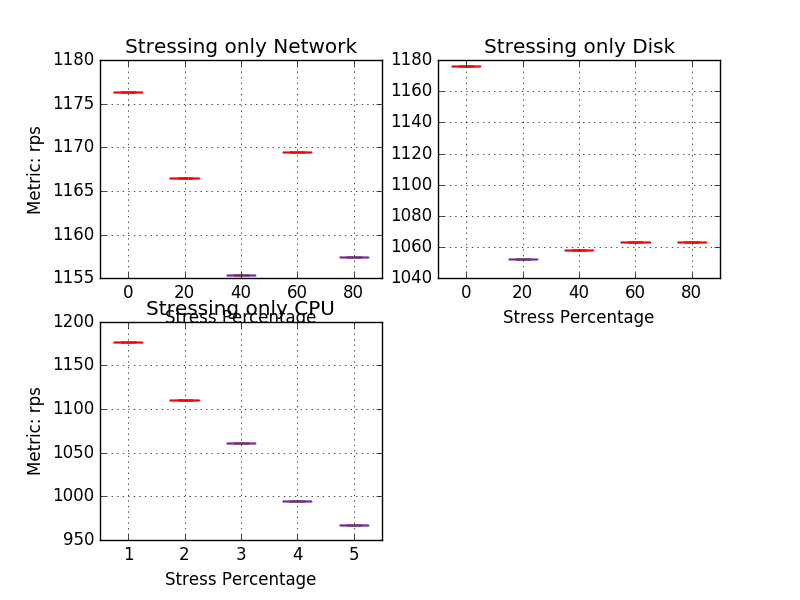 Stressing only Network
Metric: rps
1180
1175
1170
1165
1160
1155
0 20 40 60 80
Stress Percentage
Stressing only Disk
1180
1160
1140
1120
1100
1080
1060
1040
0 20 40 60 80
Stress Percentage
Stressing only CPU
Metric: rps
1200
1150
1100
1050
1000
950
1 2 3 4 5
Stress Percentage